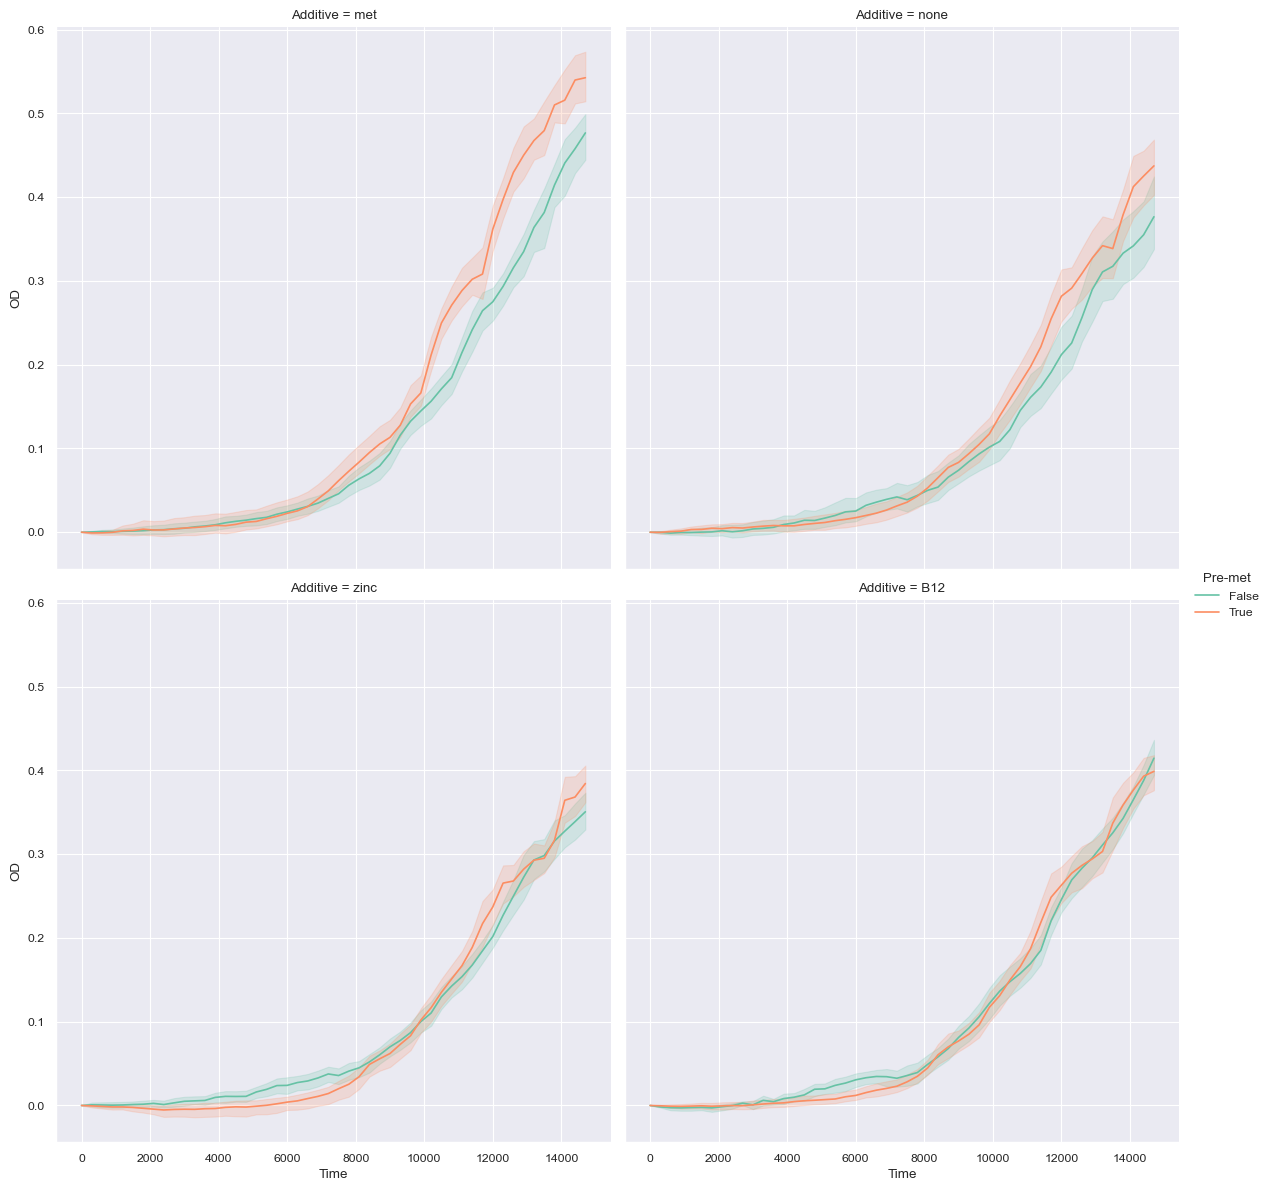 Additive = met
Additive = none
0.6
0.5
0.4
0.3
0.2
0.1
0.0
OD
Additive = zinc
Additive = B12
Pre-met
False
True
0.6
0.5
0.4
0.3
0.2
0.1
0.0
OD
0 2000 4000 6000 8000 10000 12000 14000
0 2000 4000 6000 8000 10000 12000 14000
Time
Time